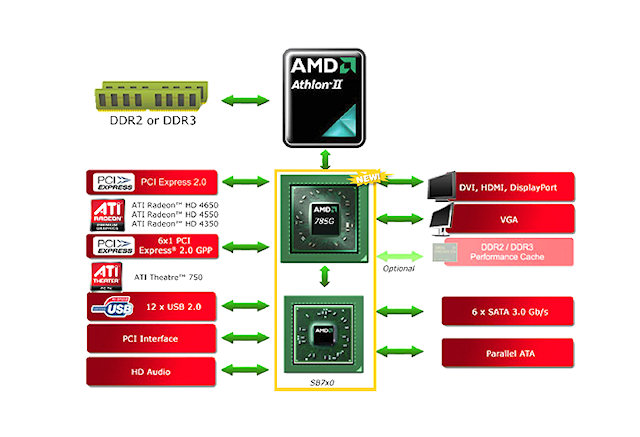 AMD
Athlon™ II
DDR2 or DDR3
NEW!
PCI
EXPRESS
PCI Express 2.0
AMD
785G
DVI, HDMI, DisplayPort
ATI
RADEON
ATI Radeon™ HD 4650
ATI Radeon™ HD 4550
ATI Radeon™ HD 4350
VGA
PCI
EXPRESS
6x1 PCI
Express® 2.0 GPP
DDR2 / DDR3
Performance Cache
Optional
ATI
ATI Theatre™ 750
USB
12 x USB 2.0
6 x SATA 3.0 Gb/s
PCI Interface
AMD
Parallel ATA
HD Audio
SB7x0